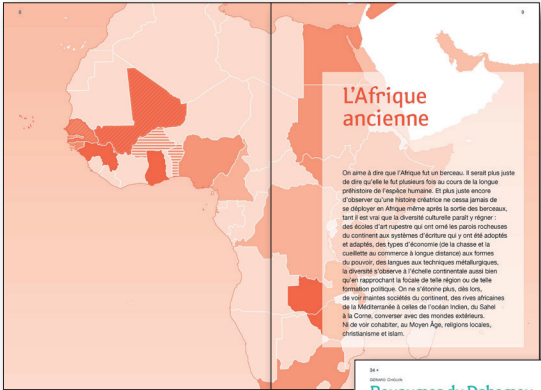 8
9
L'Afrique
ancienne
On aime à dire que l'Afrique fut un berceau. Il serait plus juste
de dire qu'elle le fut plusieurs fois au cours de la longue
préhistoire de l'espèce humaine. Et plus juste encore
d'observer qu'une histoire créatrice ne cessa jamais de
se déployer en Afrique même après la sortie des berceaux,
tant il est vrai que la diversité culturelle paraît y régner :
des écoles d'art rupestre qui ont orné les parois rocheuses
du continent aux systèmes d'écriture qui y ont été adoptés
et adaptés, des types d'économie (de la chasse et la
cueillette au commerce à longue distance) aux formes
du pouvoir, des langues aux techniques métallurgiques,
la diversité s'observe à l'échelle continentale aussi bien
qu'en rapprochant la focale de telle région ou de telle
formation politique. On ne s'étonne plus, dès lors,
de voir maintes sociétés du continent, des rives africaines
de la Méditerranée à celles de l'océan Indien, du Sahel
à la Corne, converser avec des mondes extérieurs.
Ni de voir cohabiter, au Moyen Âge, religions locales,
christianisme et islam.
34
Royaumes du Dahomey